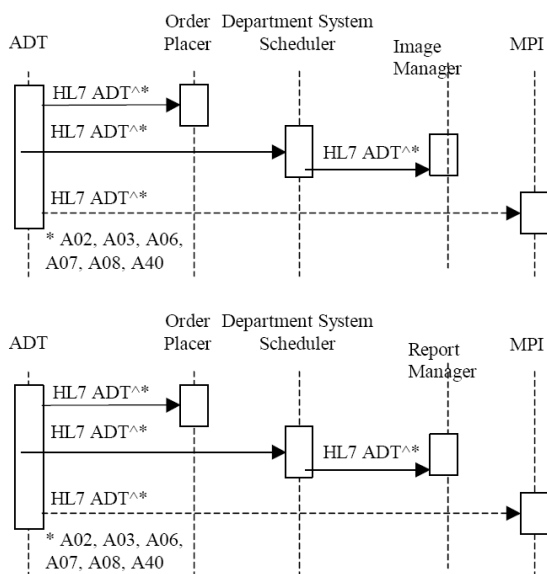 ADT
Order
Placer
Department System
Scheduler
Image
Manager
MPI
HL7 ADT^*
HL7 ADT^*
HL7 ADT^*
HL7 ADT^*
* A02, A03, A06,
A07, A08, A40
ADT
Order
Placer
Department System
Scheduler
Report
Manager
MPI
HL7 ADT^*
HL7 ADT^*
HL7 ADT^*
HL7 ADT^*
* A02, A03, A06,
A07, A08, A40